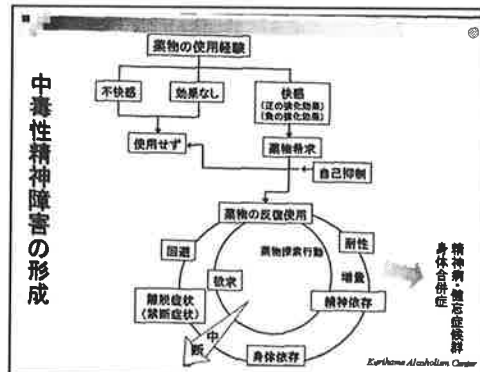 中毒性精神障害の形成
薬物の使用経験
不快感
効果なし
快感
(正の強化効果)
(負の強化効果)
使用せず
薬物希求
自己抑制
薬物の反復使用
回避
薬物探索行動
耐性
欲求
増量
離脱症状
(禁断症状)
精神依存
中断
身体依存
精神病・健忘症候群
身体合併症
Kurihama Alcoholism Center